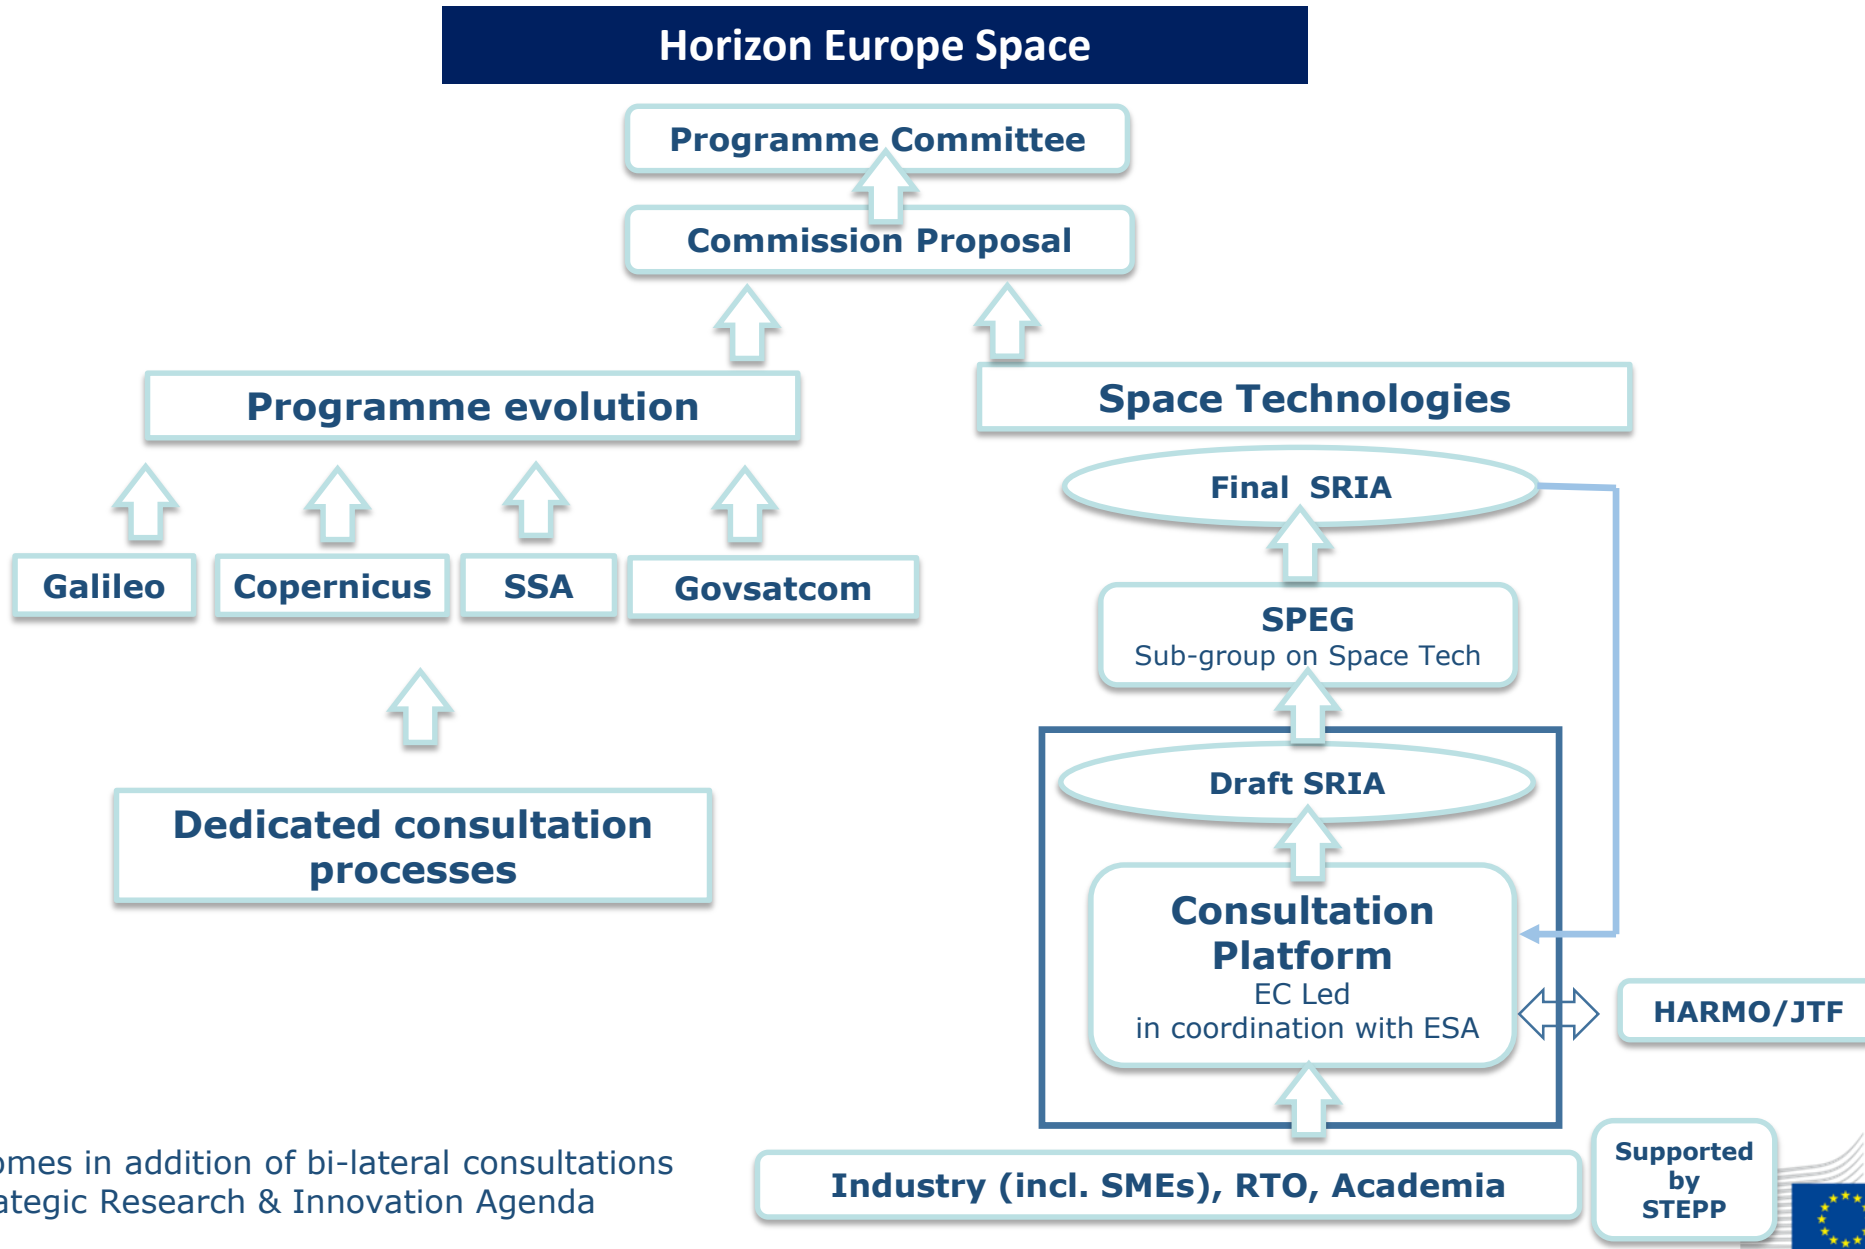 Horizon Europe Space
Programme Committee
Commission Proposal
Programme evolution
Space Technologies
Final SRIA
Galileo
Copernicus
SSA
Govsatcom
SPEG
Sub-group on Space Tech
Draft SRIA
Dedicated consultation
processes
Consultation
Platform
EC Led
in coordination with ESA
HARMO/JTF
omes in addition of bi-lateral consultations
ategic Research & Innovation Agenda
Industry (incl. SMEs), RTO, Academia
Supported
by
STEPP